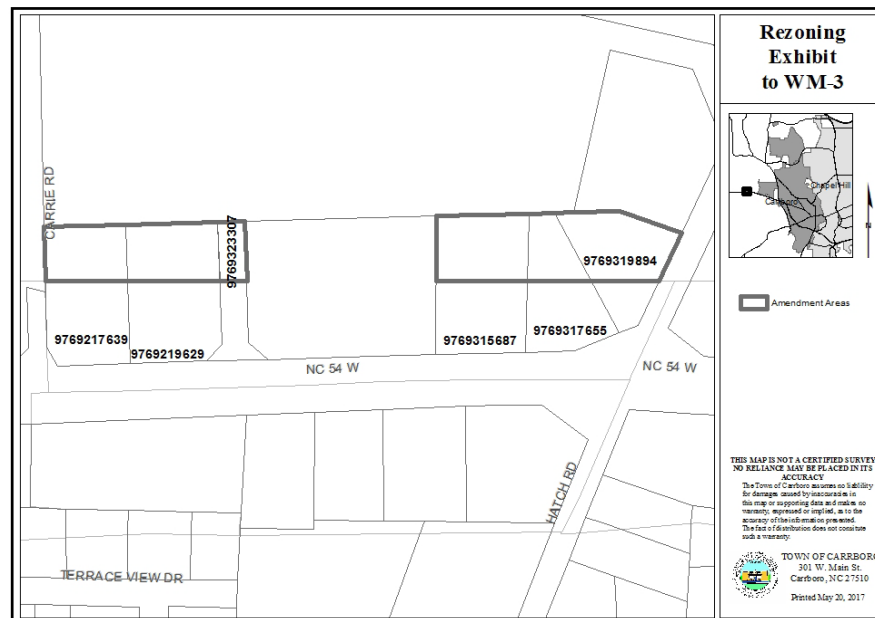 Rezoning
Exhibit
to WM-3
CARRIE RD
9769323307
9769319894
9769217639
9769219629
9769315687
9769317655
NC 54 W
NC 54 W
HATCH RD
TERRACE VIEW DR
Chapel Hill
Carrboro
N
Amendment Areas
THIS MAP IS NOT A CERTIFIED SURVEY
NO RELIANCE MAY BE PLACED IN ITS
ACCURACY
The Town of Carrboro assumes no liability
for damages caused by inaccuracies in
this map or supporting data and makes no
warranty, expressed or implied, as to the
accuracy of the information presented.
The fact of distribution does not constitute
such a warranty.
TOWN OF CARRBORO
301 W. Main St.
Carrboro, NC 27510
Printed May 20, 2017